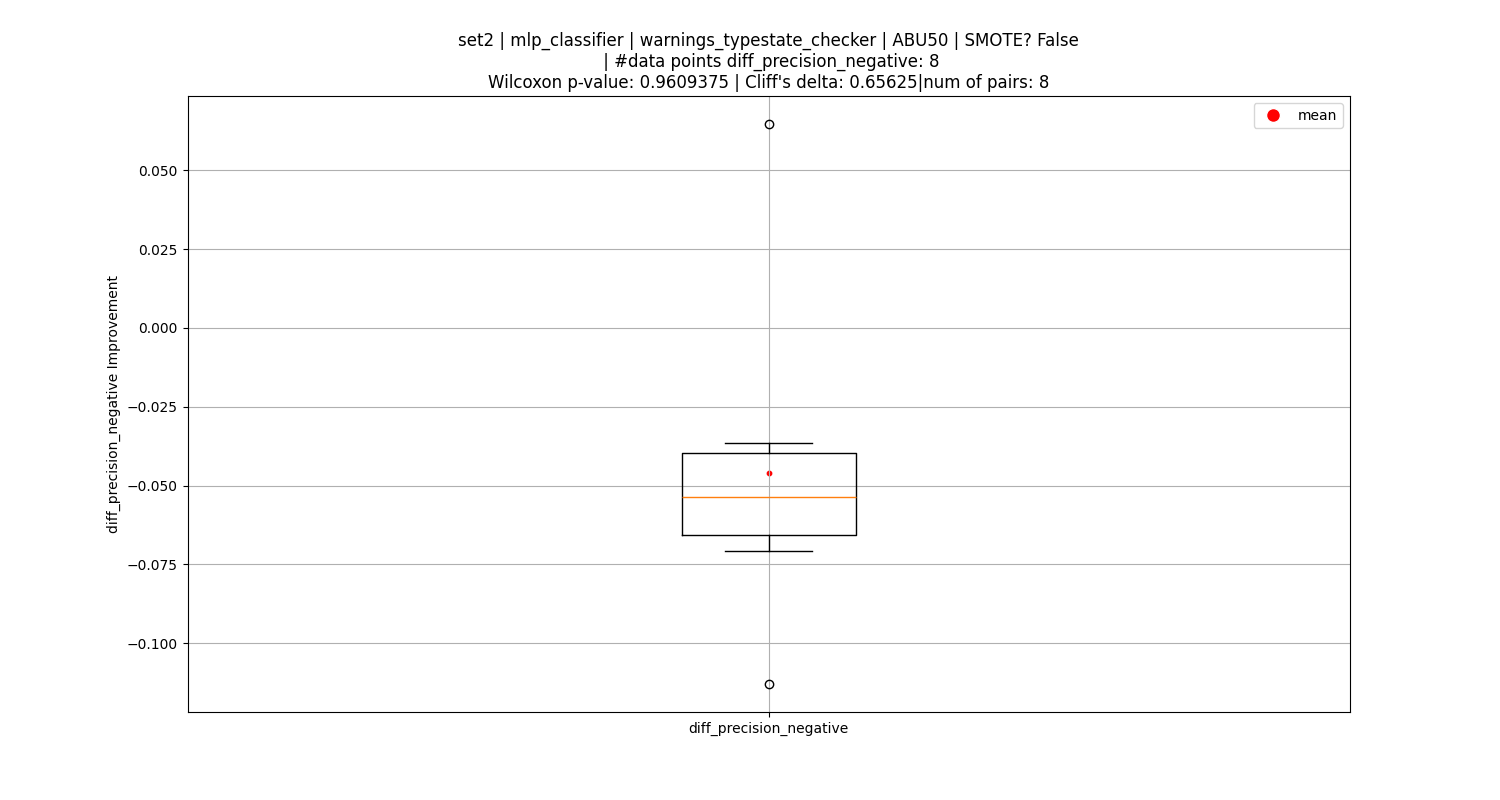 set2 | mlp_classifier | warnings_typestate_checker | ABU50 | SMOTE? False
| #data points diff_precision_negative: 8
Wilcoxon p-value: 0.9609375 | Cliff's delta: 0.65625|num of pairs: 8
mean
0.050
0.025
0.000
−0.025
−0.050
−0.075
−0.100
diff_precision_negative Improvement
diff_precision_negative